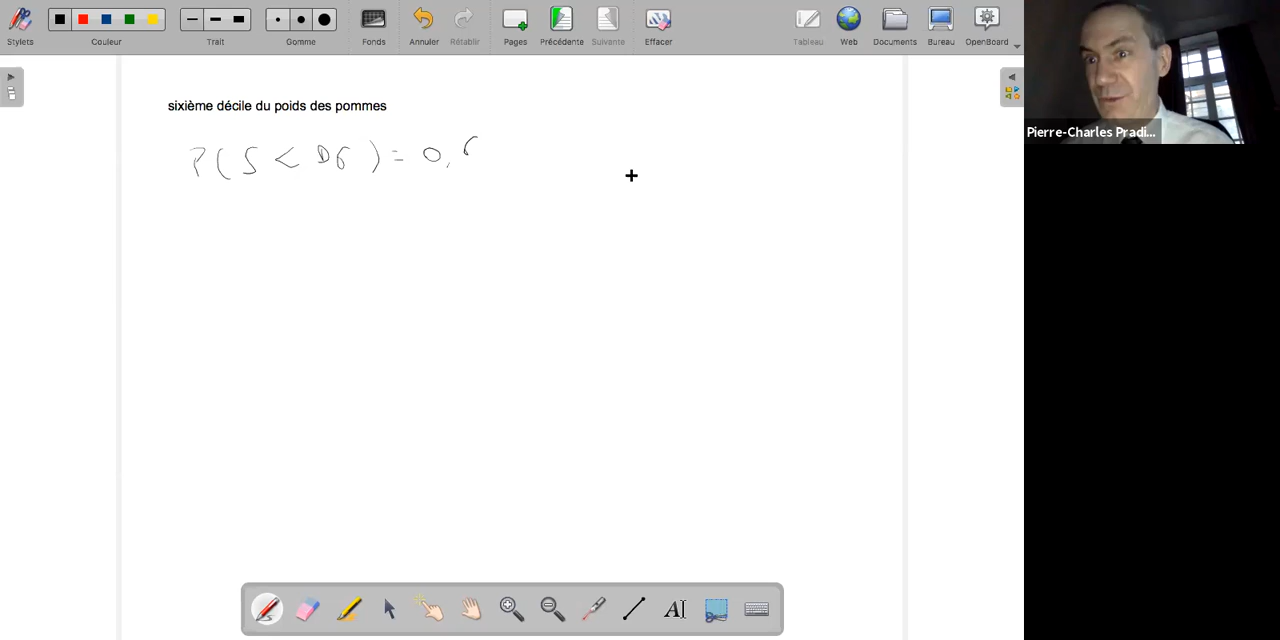 Stylets
Couleur
Trait
Gomme
Fonds
Annuler
Rétablir
Pages
Précédente
Suivante
Effacer
Tableau
Web
Documents
Bureau
OpenBoard
Pierre-Charles Pradi...
sixième décile du poids des pommes
P(S < D6) = 0,6
A